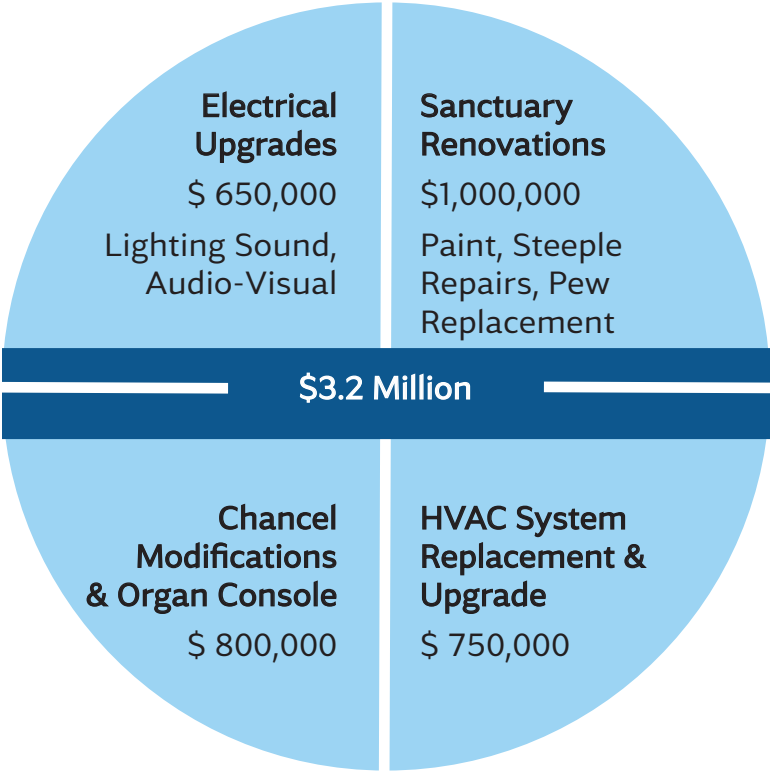 Electrical
Upgrades
$ 650,000
Lighting Sound,
Audio-Visual
Sanctuary
Renovations
$1,000,000
Paint, Steeple
Repairs, Pew
Replacement
$3.2 Million
Chancel
Modifications
& Organ Console
$ 800,000
HVAC System
Replacement &
Upgrade
$ 750,000